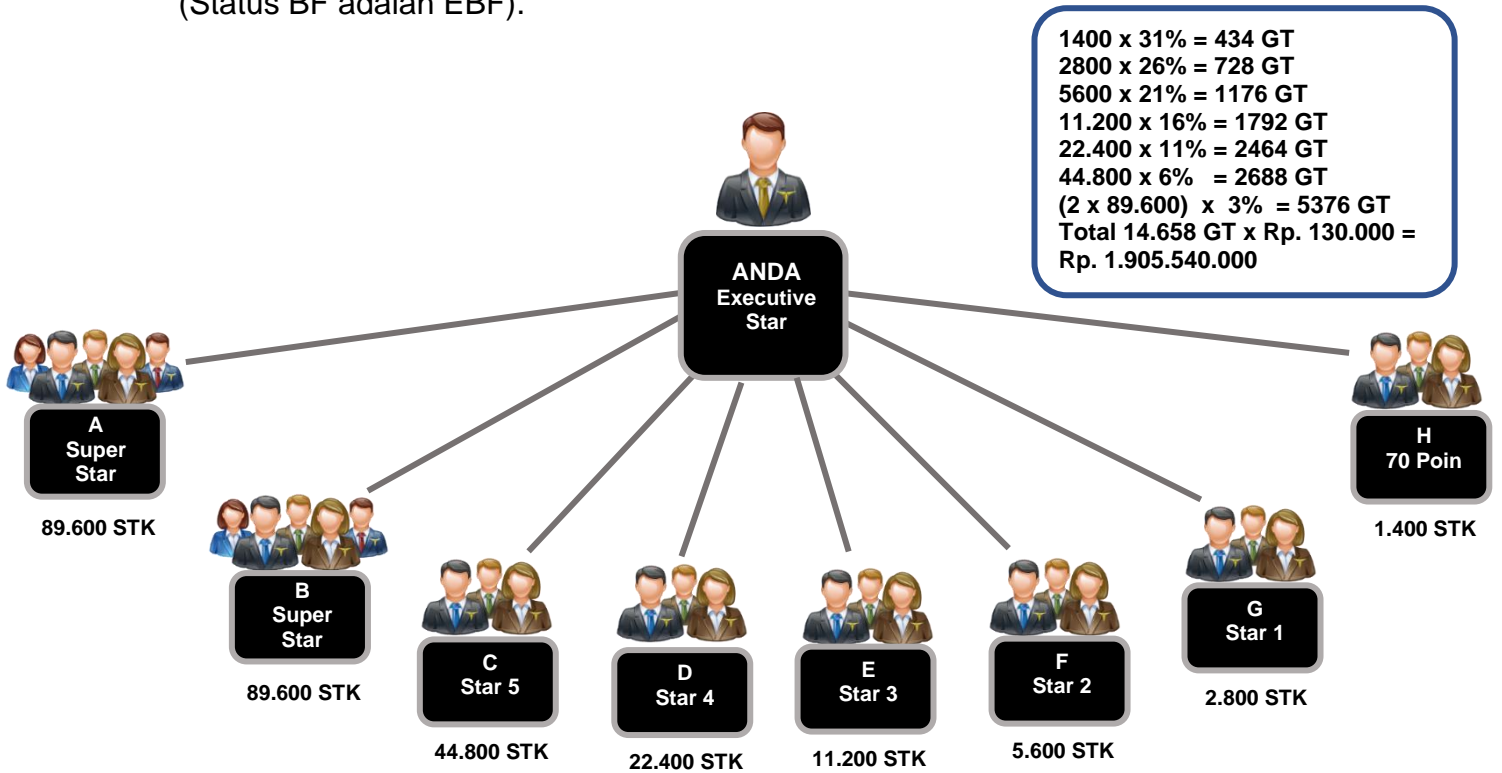 (Status BF adalah EBF).
1400 x 31% = 434 GT
2800 x 26% = 728 GT
5600 x 21% = 1176 GT
11.200 x 16% = 1792 GT
22.400 x 11% = 2464 GT
44.800 x 6% = 2688 GT
(2 x 89.600) x 3% = 5376 GT
Total 14.658 GT x Rp. 130.000 =
Rp. 1.905.540.000
ANDA
Executive
Star
A
Super
Star
89.600 STK
B
Super
Star
89.600 STK
C
Star 5
44.800 STK
D
Star 4
22.400 STK
E
Star 3
11.200 STK
F
Star 2
5.600 STK
G
Star 1
2.800 STK
H
70 Poin
1.400 STK